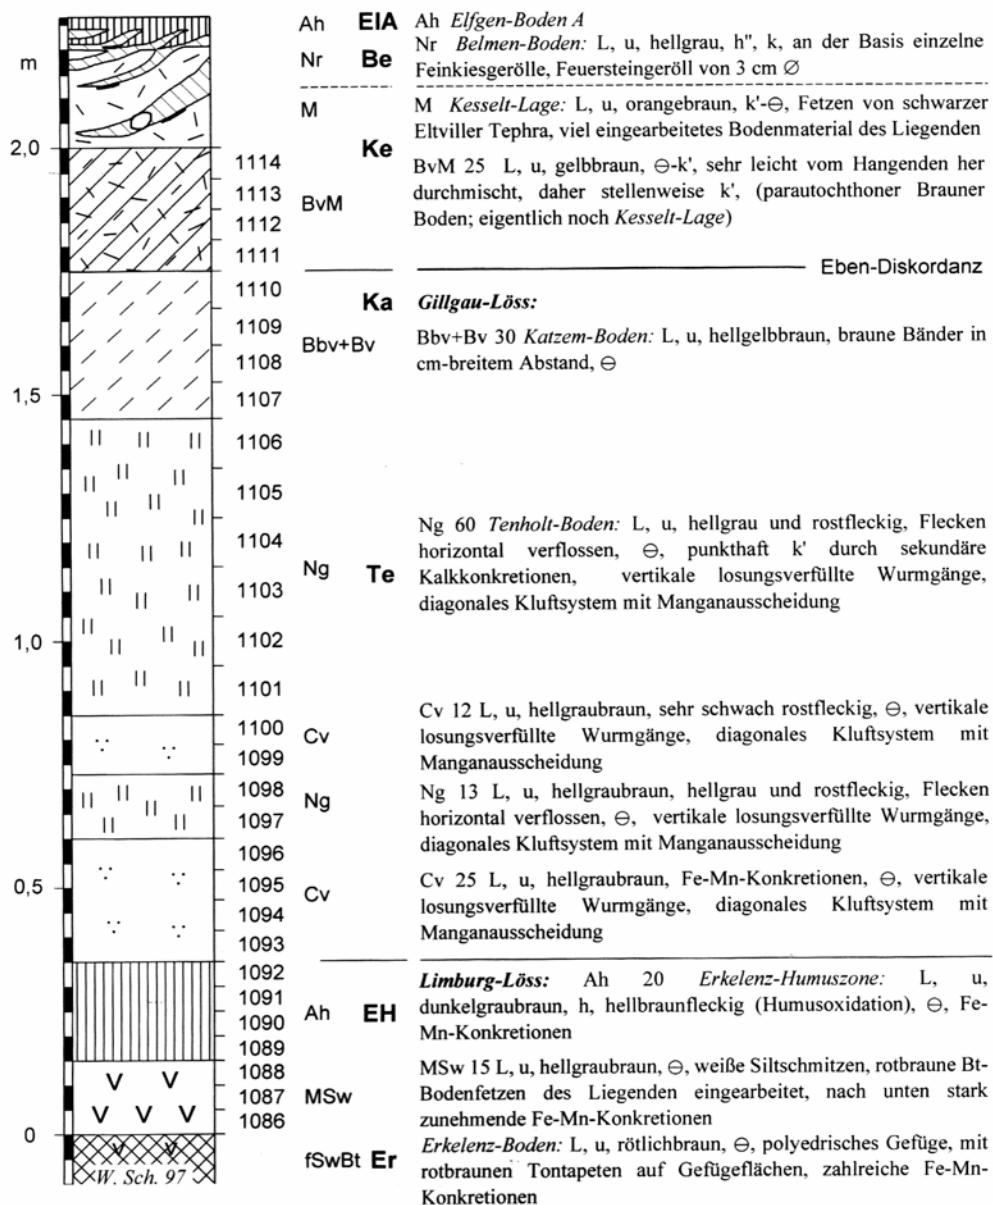 Ah ElA Ah Elfgen-Boden A
m Nr Be Nr Belmen-Boden: L, u, hellgrau, h", k, an der Basis einzelne
Feinkiesgerölle, Feuersteingeröll von 3 cm ∅
M M Kesselt-Lage: L, u, orangebraun, k'-⊖, Fetzen von schwarzer
Eltviller Tephra, viel eingearbeitetes Bodenmaterial des Liegenden
2,0 Ke
1114 BvM 25 L, u, gelbbraun, ⊖-k', sehr leicht vom Hangenden her
1113 BvM durchmischt, daher stellenweise k', (parautochthoner Brauner
1112 Boden; eigentlich noch Kesselt-Lage)
1111
Eben-Diskordanz
1110 Ka Gillgau-Löss:
1109 Bbv+Bv Bbv+Bv 30 Katzem-Boden: L, u, hellgelbbraun, braune Bänder in
1108 cm-breitem Abstand, ⊖
1,5 1107
1106
1105
1104 Ng 60 Tenholt-Boden: L, u, hellgrau und rostfleckig, Flecken
Ng Te horizontal verflossen, ⊖, punkthaft k' durch sekundäre
1103 Kalkkonkretionen, vertikale losungsverfüllte Wurmgänge,
diagonales Kluftsystem mit Manganausscheidung
1,0 1102
1101
1100 Cv Cv 12 L, u, hellgraubraun, sehr schwach rostfleckig, ⊖, vertikale
1099 losungsverfüllte Wurmgänge, diagonales Kluftsystem mit
Manganausscheidung
1098 Ng Ng 13 L, u, hellgraubraun, hellgrau und rostfleckig, Flecken
1097 horizontal verflossen, ⊖, vertikale losungsverfüllte Wurmgänge,
diagonales Kluftsystem mit Manganausscheidung
1096
0,5 1095 Cv Cv 25 L, u, hellgraubraun, Fe-Mn-Konkretionen, ⊖, vertikale
1094 losungsverfüllte Wurmgänge, diagonales Kluftsystem mit
1093 Manganausscheidung
1092 Limburg-Löss: Ah 20 Erkelenz-Humuszone: L, u,
1091 Ah EH dunkelgraubraun, h, hellbraunfleckig (Humusoxidation), ⊖, Fe-
1090 Mn-Konkretionen
1089
1088 MSw 15 L, u, hellgraubraun, ⊖, weiße Siltschmitzen, rotbraune Bt-
1087 MSw Bodenfetzen des Liegenden eingearbeitet, nach unten stark
1086 zunehmende Fe-Mn-Konkretionen
0 fSwBt Er Erkelenz-Boden: L, u, rötlichbraun, ⊖, polyedrisches Gefüge, mit
W. Sch. 97 rotbraunen Tontapeten auf Gefügeflächen, zahlreiche Fe-Mn-
Konkretionen